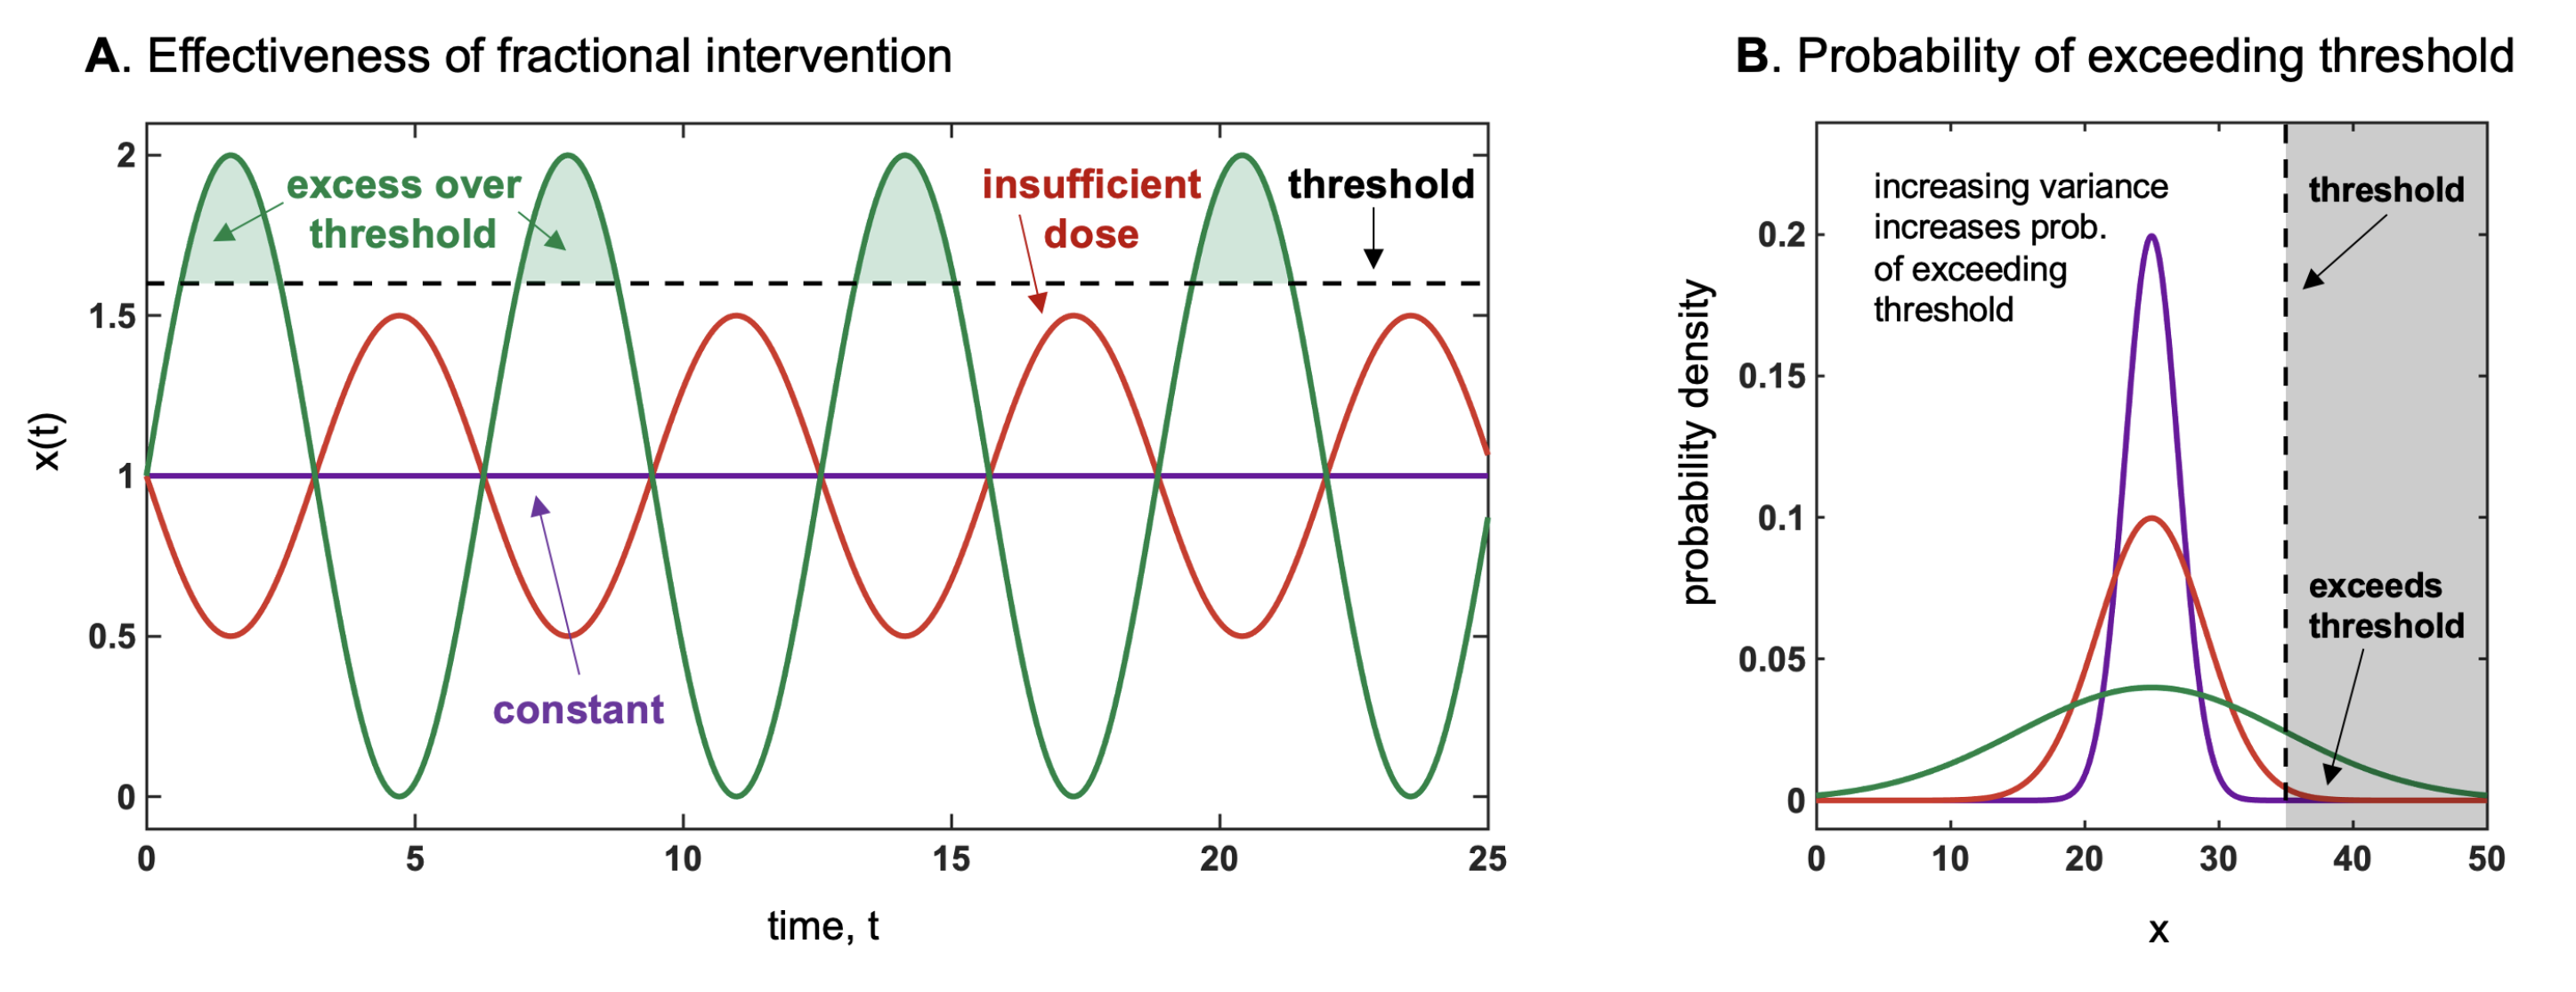 A. Effectiveness of fractional intervention
2
1.5
1
0.5
0
x(t)
excess over
threshold
insufficient
dose
threshold
constant
0 5 10 15 20 25
time, t
B. Probability of exceeding threshold
0.2
0.15
0.1
0.05
0
probability density
increasing variance
increases prob.
of exceeding
threshold
threshold
exceeds
threshold
0 10 20 30 40 50
x